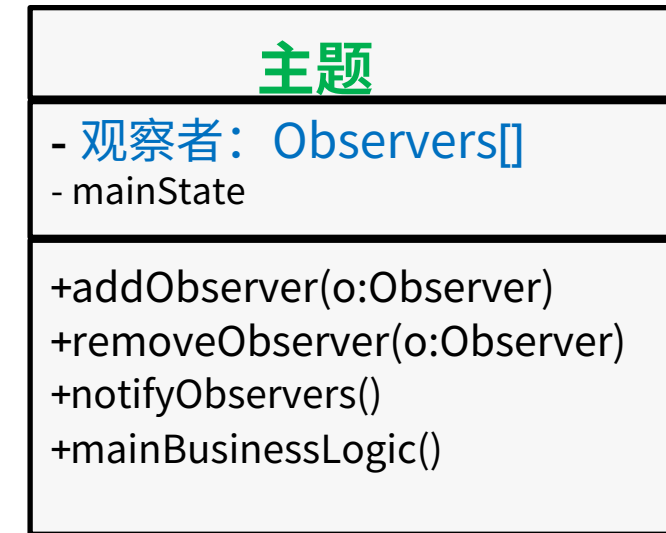 主题
- 观察者：Observers[]
- mainState
+addObserver(o:Observer)
+removeObserver(o:Observer)
+notifyObservers()
+mainBusinessLogic()